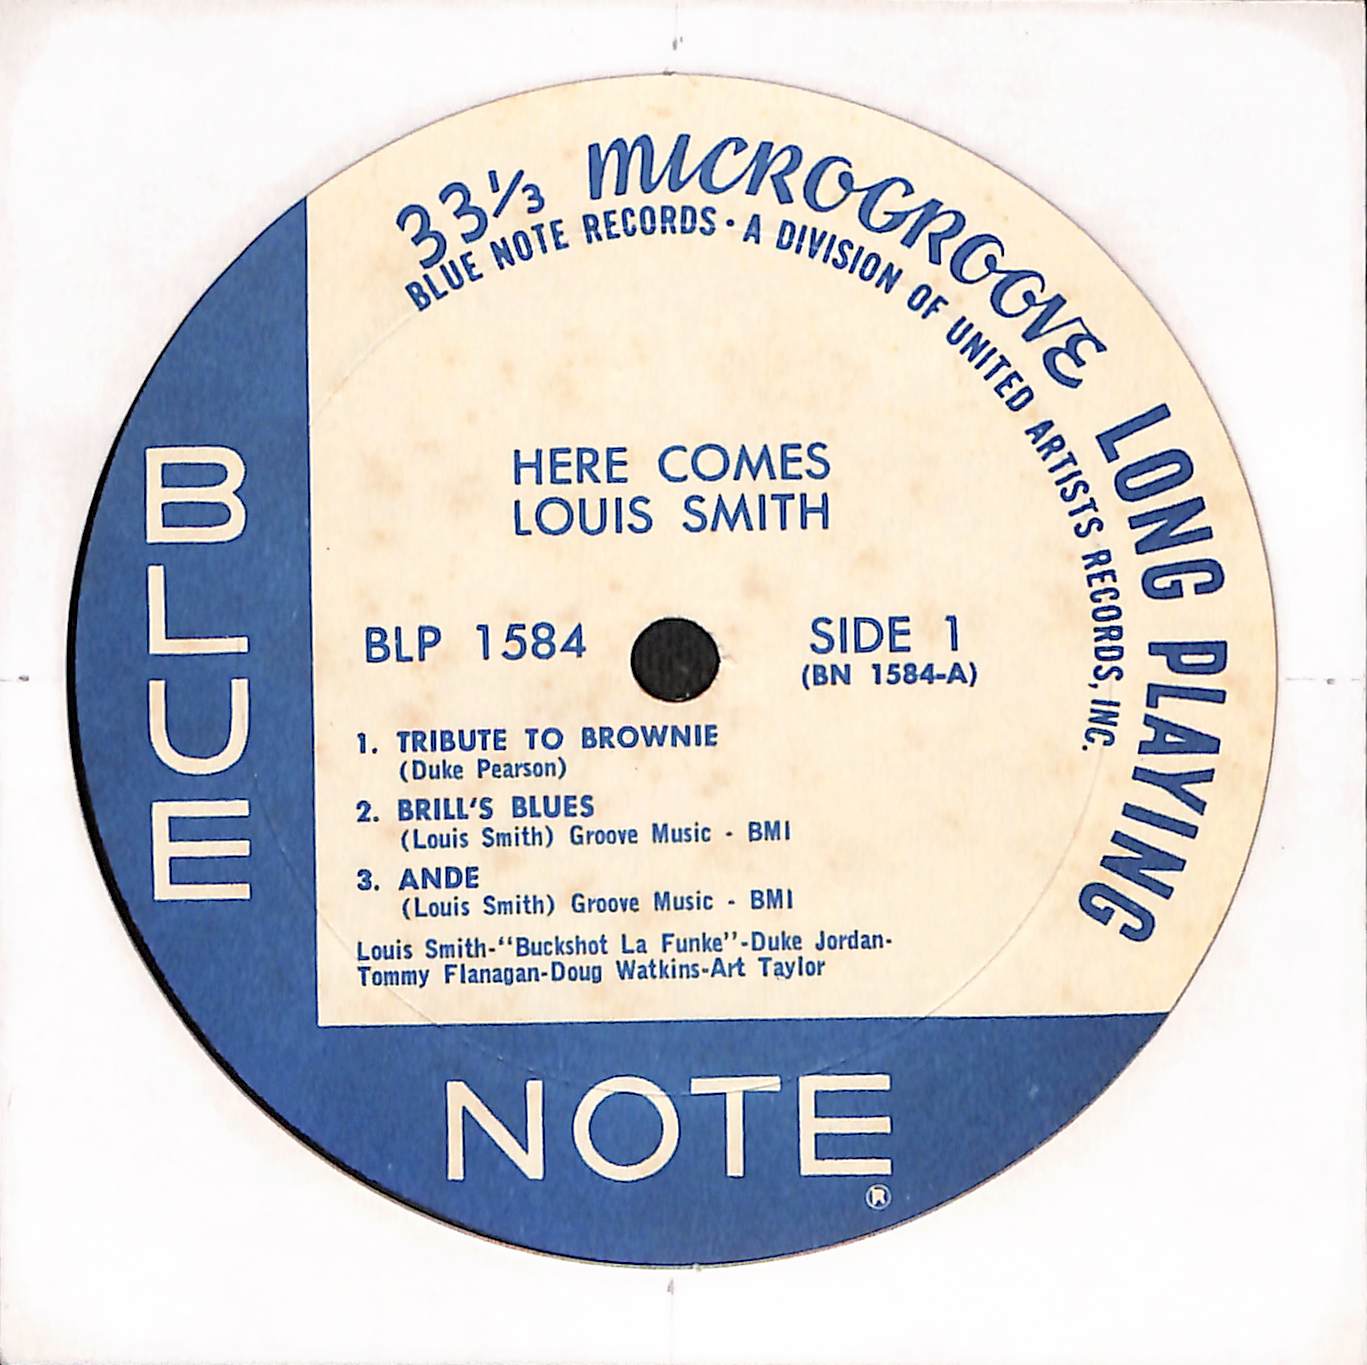 33⅓ MICROGROOVE LONG PLAYING
BLUE NOTE RECORDS · A DIVISION OF UNITED ARTISTS RECORDS, INC.
HERE COMES
LOUIS SMITH
BLP 1584
SIDE 1
(BN 1584-A)
1. TRIBUTE TO BROWNIE
(Duke Pearson)
2. BRILL'S BLUES
(Louis Smith) Groove Music - BMI
3. ANDE
(Louis Smith) Groove Music - BMI
Louis Smith-"Buckshot La Funke"-Duke Jordan-
Tommy Flanagan-Doug Watkins-Art Taylor
BLUE
NOTE
®